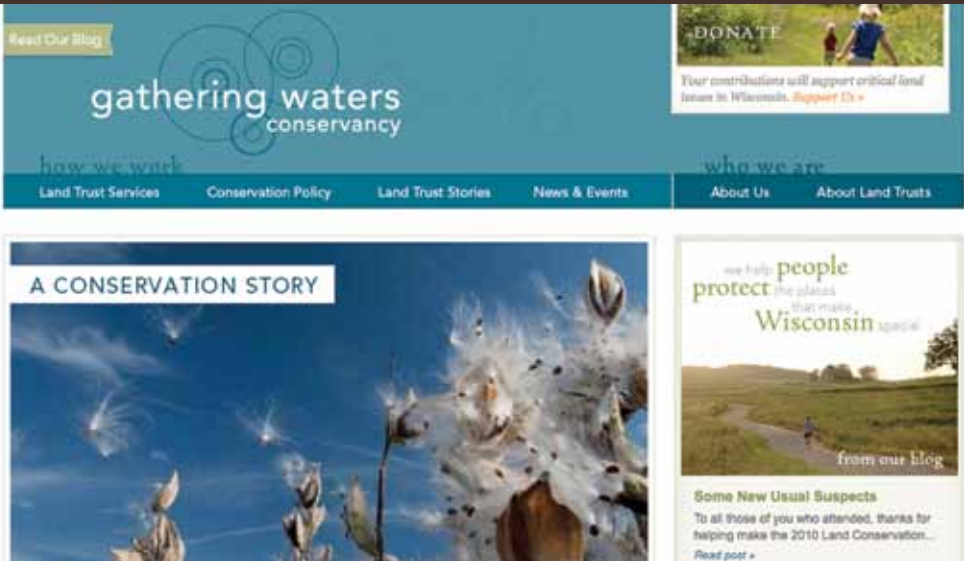 Read Our Blog
DONATE
gathering waters
conservancy
Your contributions will support critical land
issues in Wisconsin. Support Us »
how we work
who we are
Land Trust Services
Conservation Policy
Land Trust Stories
News & Events
About Us
About Land Trusts
A CONSERVATION STORY
we help people
protect the places
that make
Wisconsin special
from our blog
Some New Usual Suspects
To all those of you who attended, thanks for
helping make the 2010 Land Conservation...
Read post »